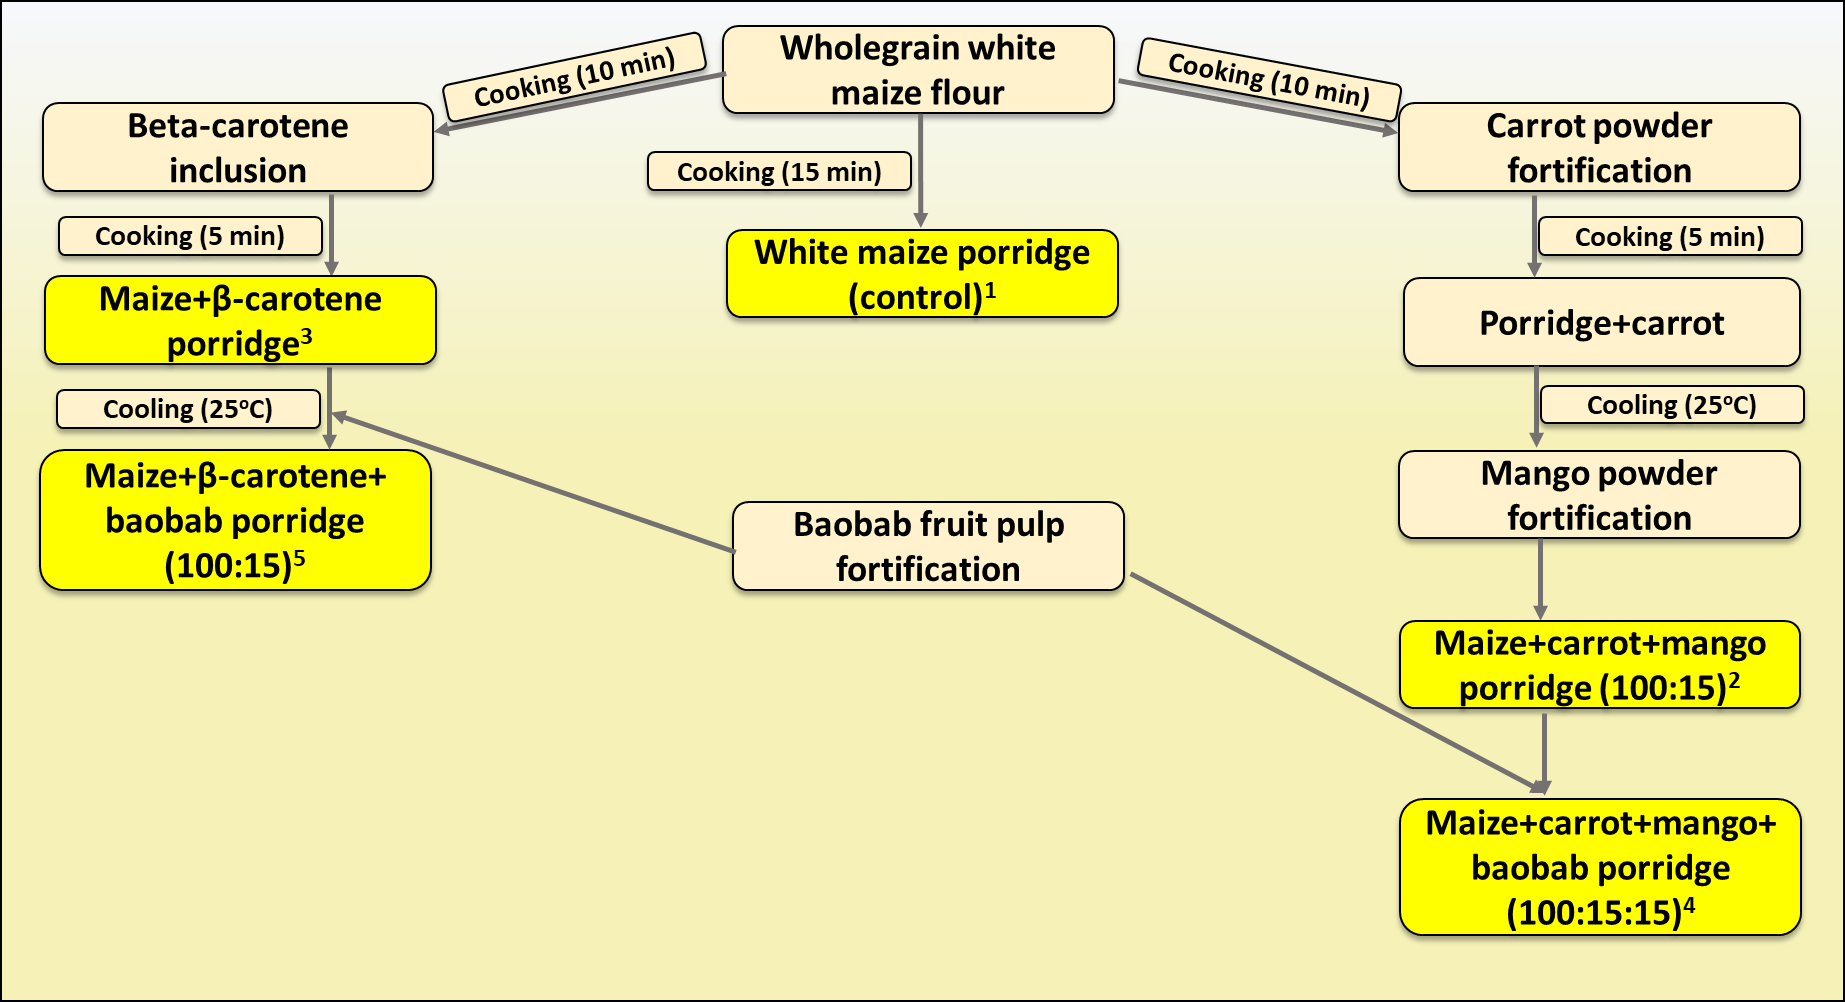 Wholegrain white
maize flour
Cooking (10 min)
Cooking (10 min)
Beta-carotene
inclusion
Cooking (15 min)
Carrot powder
fortification
Cooking (5 min)
White maize porridge
(control)¹
Cooking (5 min)
Maize+β-carotene
porridge³
Porridge+carrot
Cooling (25°C)
Cooling (25°C)
Maize+β-carotene+
baobab porridge
(100:15)⁵
Baobab fruit pulp
fortification
Mango powder
fortification
Maize+carrot+mango
porridge (100:15)²
Maize+carrot+mango+
baobab porridge
(100:15:15)⁴